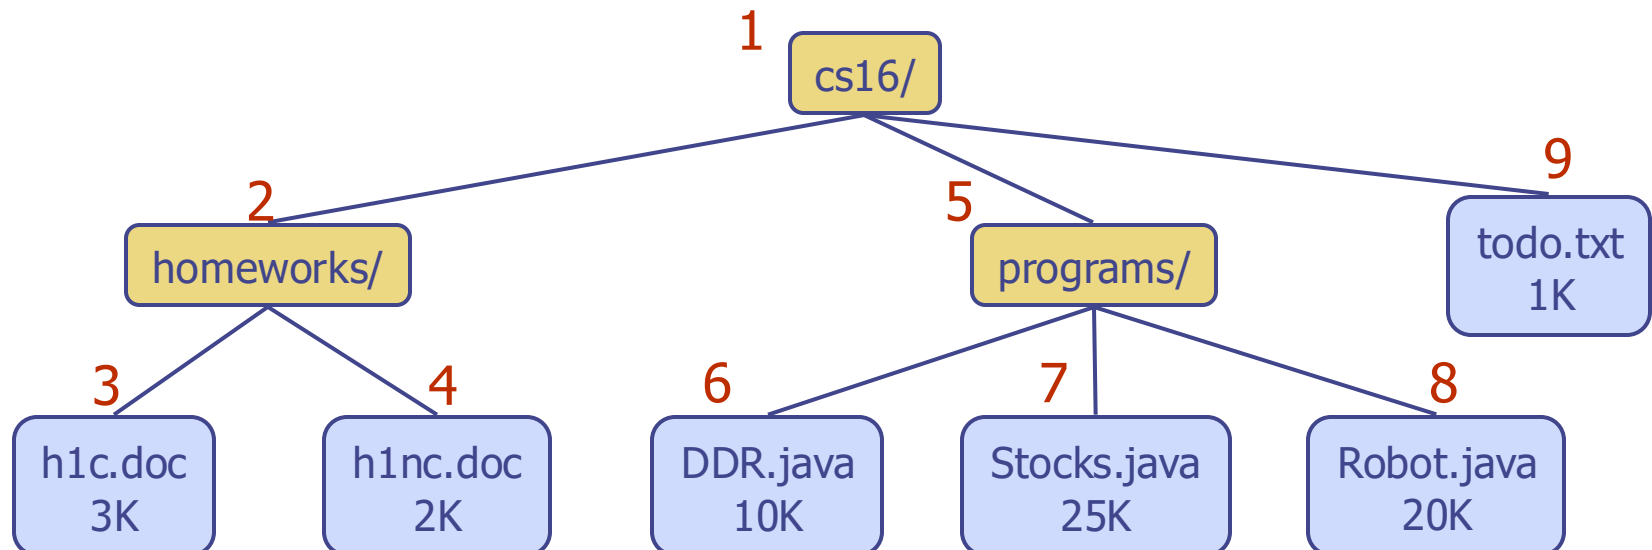 1
cs16/
2
homeworks/
5
programs/
9
todo.txt
1K
3
h1c.doc
3K
4
h1nc.doc
2K
6
DDR.java
10K
7
Stocks.java
25K
8
Robot.java
20K